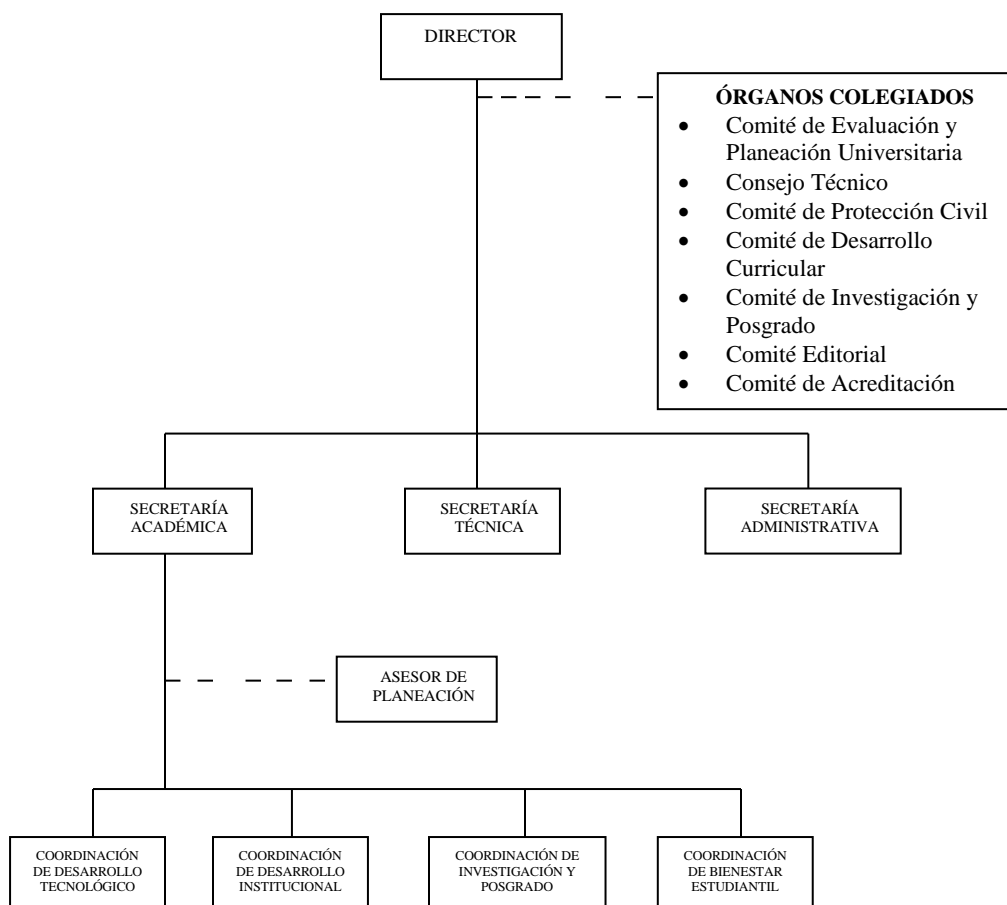 DIRECTOR
ÓRGANOS COLEGIADOS
• Comité de Evaluación y
Planeación Universitaria
• Consejo Técnico
• Comité de Protección Civil
• Comité de Desarrollo
Curricular
• Comité de Investigación y
Posgrado
• Comité Editorial
• Comité de Acreditación
SECRETARÍA
ACADÉMICA
SECRETARÍA
TÉCNICA
SECRETARÍA
ADMINISTRATIVA
ASESOR DE
PLANEACIÓN
COORDINACIÓN
DE DESARROLLO
TECNOLÓGICO
COORDINACIÓN
DE DESARROLLO
INSTITUCIONAL
COORDINACIÓN DE
INVESTIGACIÓN Y
POSGRADO
COORDINACIÓN
DE BIENESTAR
ESTUDIANTIL